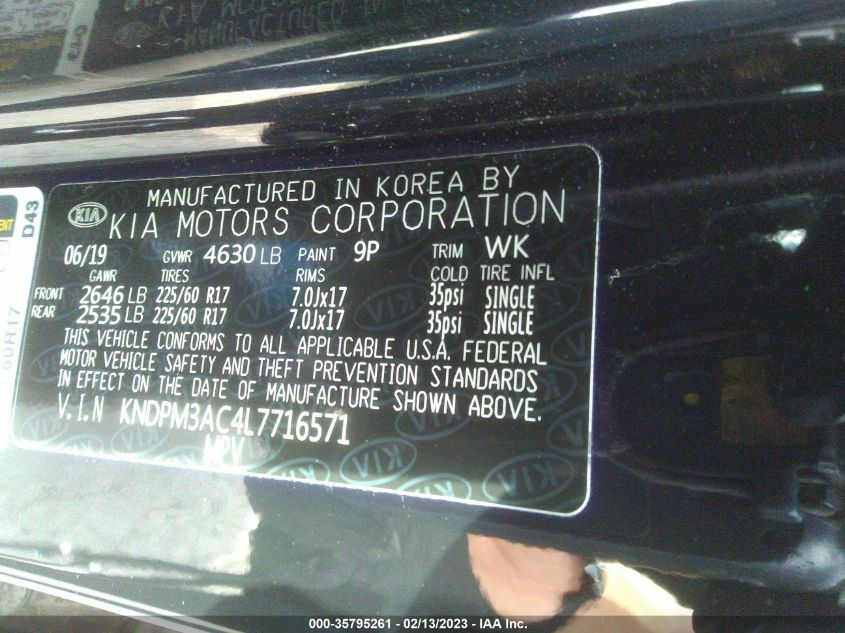 MANUFACTURED IN KOREA BY
KIA KIA MOTORS CORPORATION
06/19 GVWR 4630 LB PAINT 9P TRIM WK
GAWR TIRES RIMS COLD TIRE INFL
FRONT 2646 LB 225/60 R17 7.0Jx17 35psi SINGLE
REAR 2535 LB 225/60 R17 7.0Jx17 35psi SINGLE
THIS VEHICLE CONFORMS TO ALL APPLICABLE U.S.A. FEDERAL
MOTOR VEHICLE SAFETY AND THEFT PREVENTION STANDARDS
IN EFFECT ON THE DATE OF MANUFACTURE SHOWN ABOVE.
V.I.N KNDPM3AC4L7716571
MPV
D43
60R17
000-35795261 - 02/13/2023 - IAA Inc.